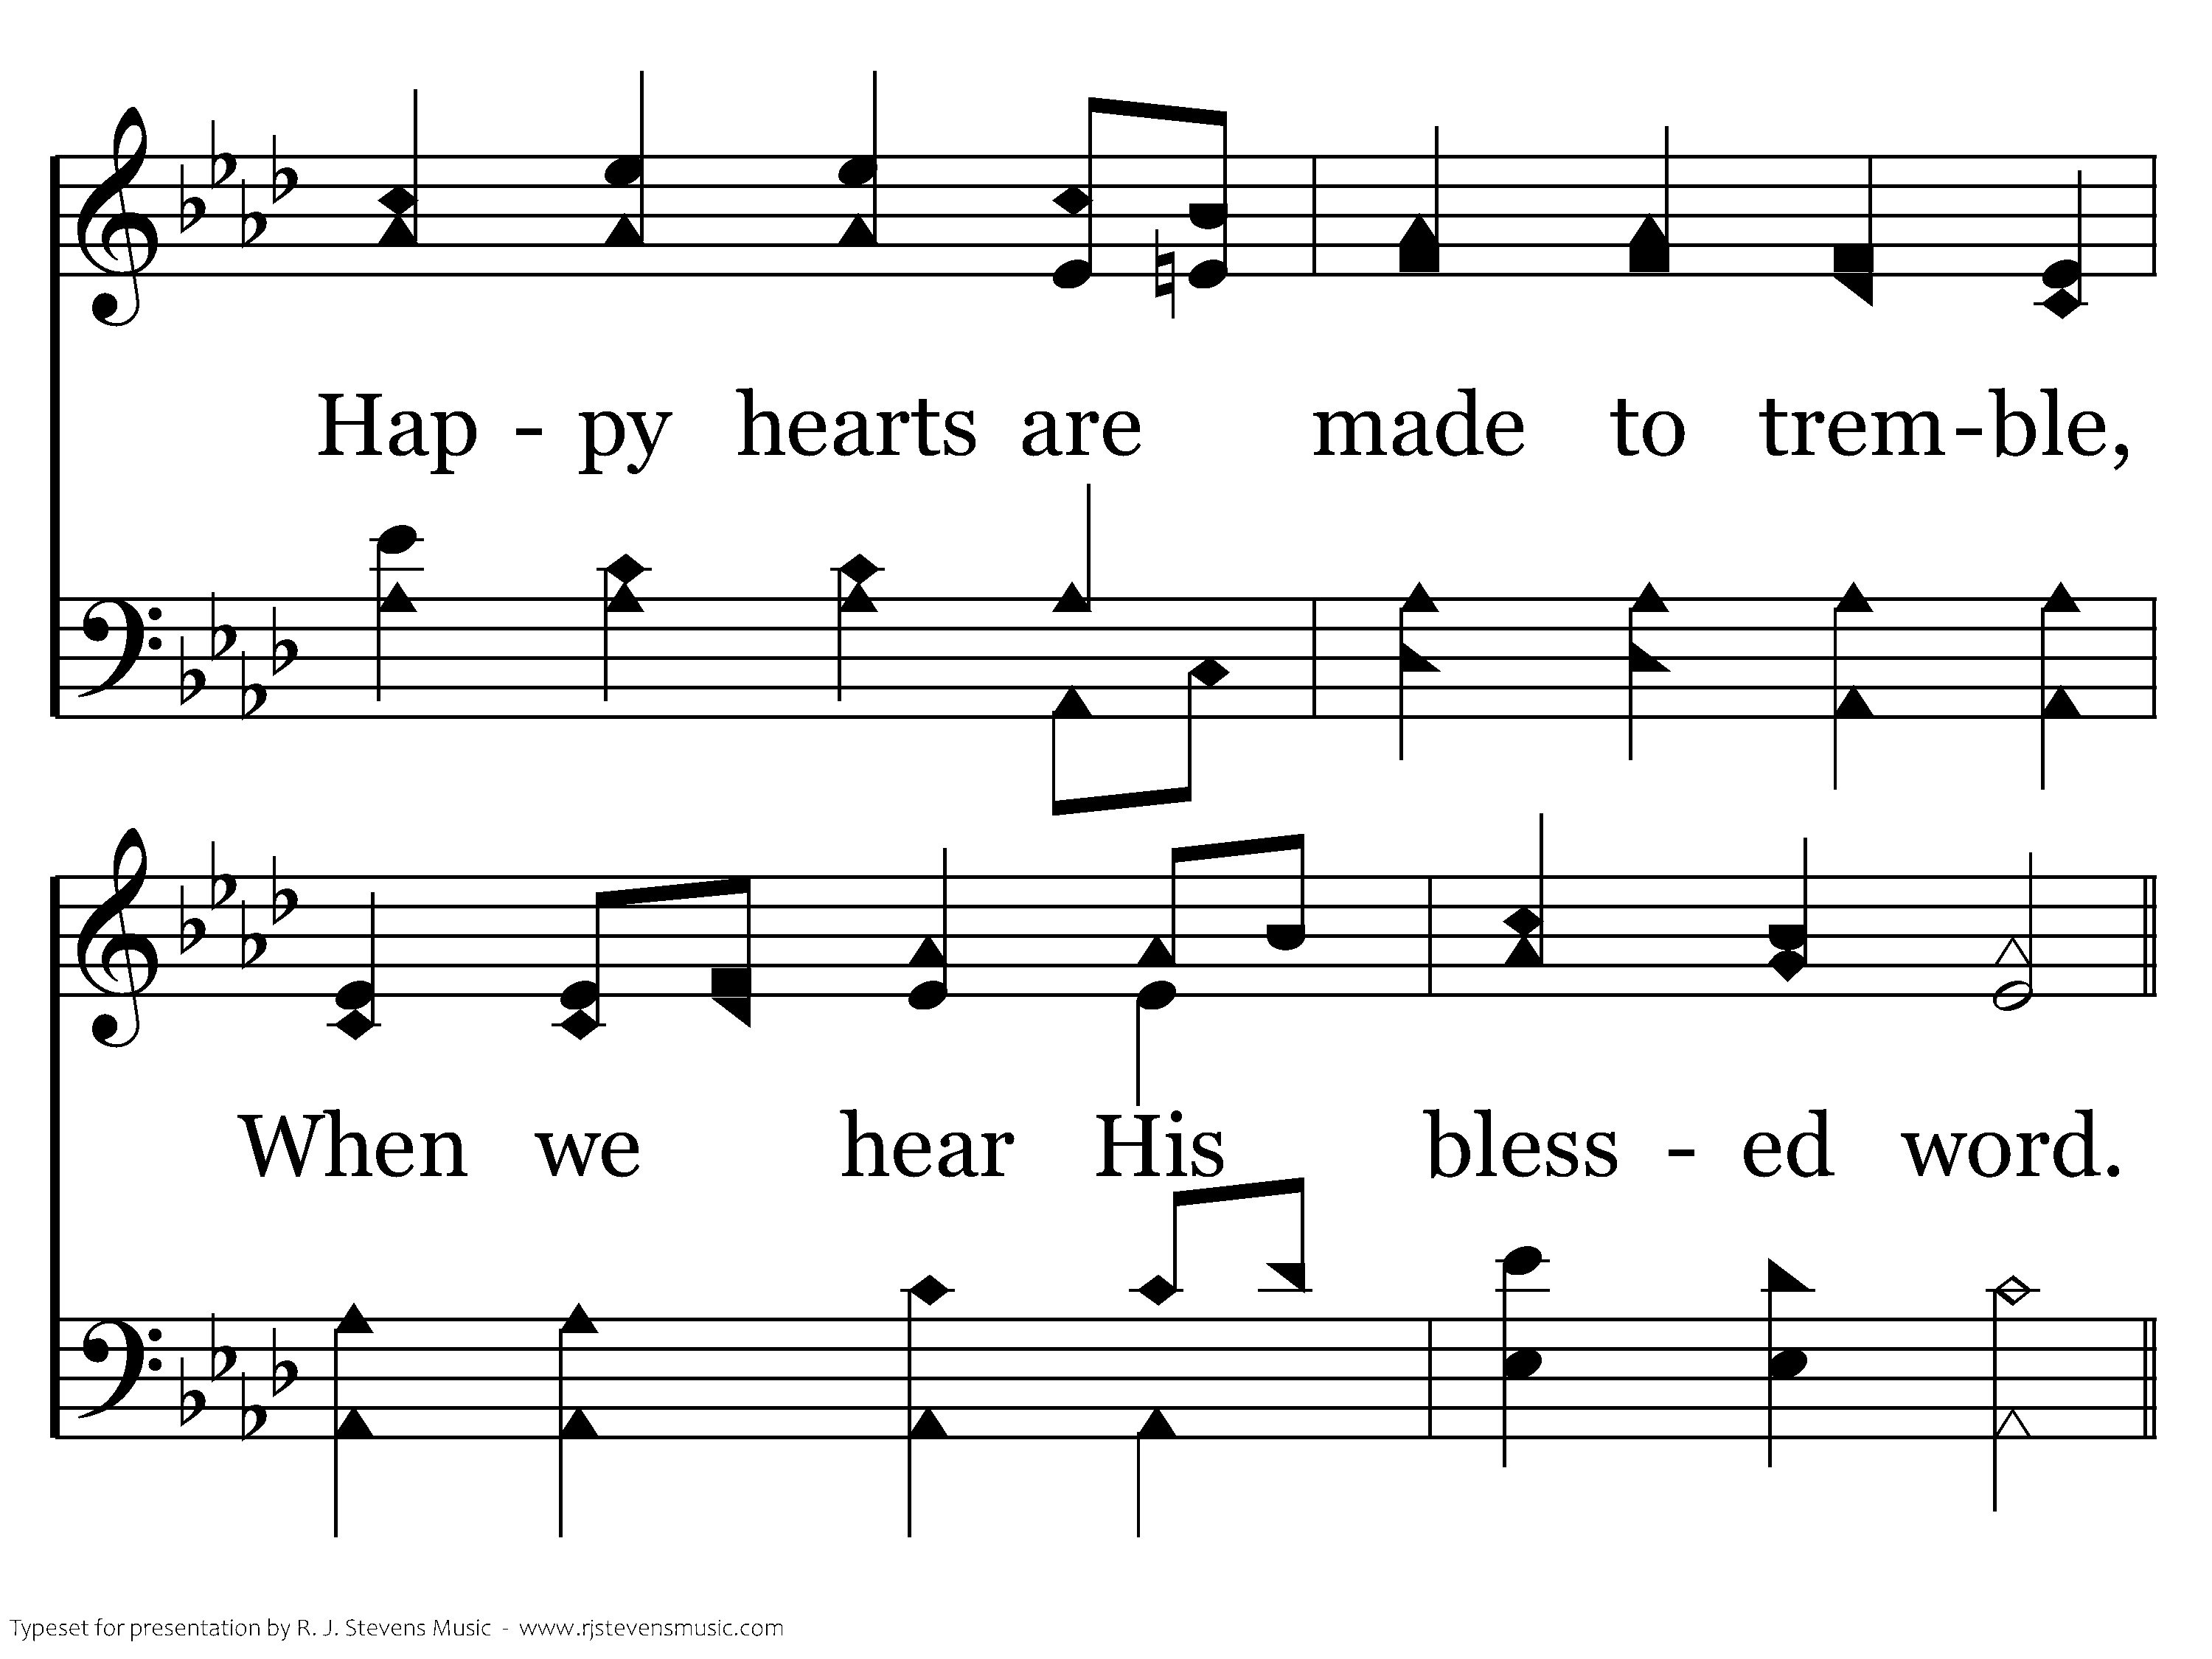 Hap - py hearts are made to trem-ble,
When we hear His bless - ed word.
Typeset for presentation by R. J. Stevens Music - www.rjstevensmusic.com